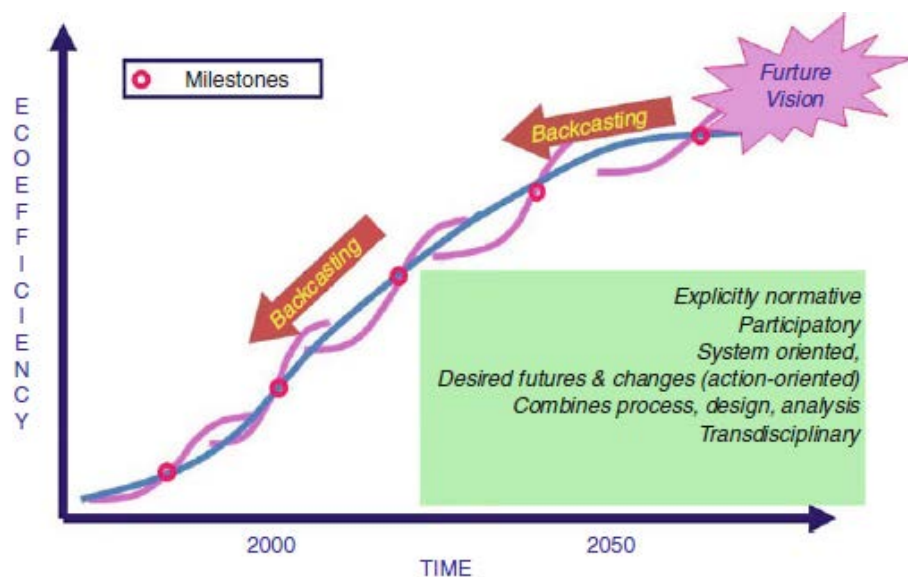 ECOEFFICIENCY
Milestones
Furture
Vision
Backcasting
Backcasting
Explicitly normative
Participatory
System oriented,
Desired futures & changes (action-oriented)
Combines process, design, analysis
Transdisciplinary
2000
2050
TIME